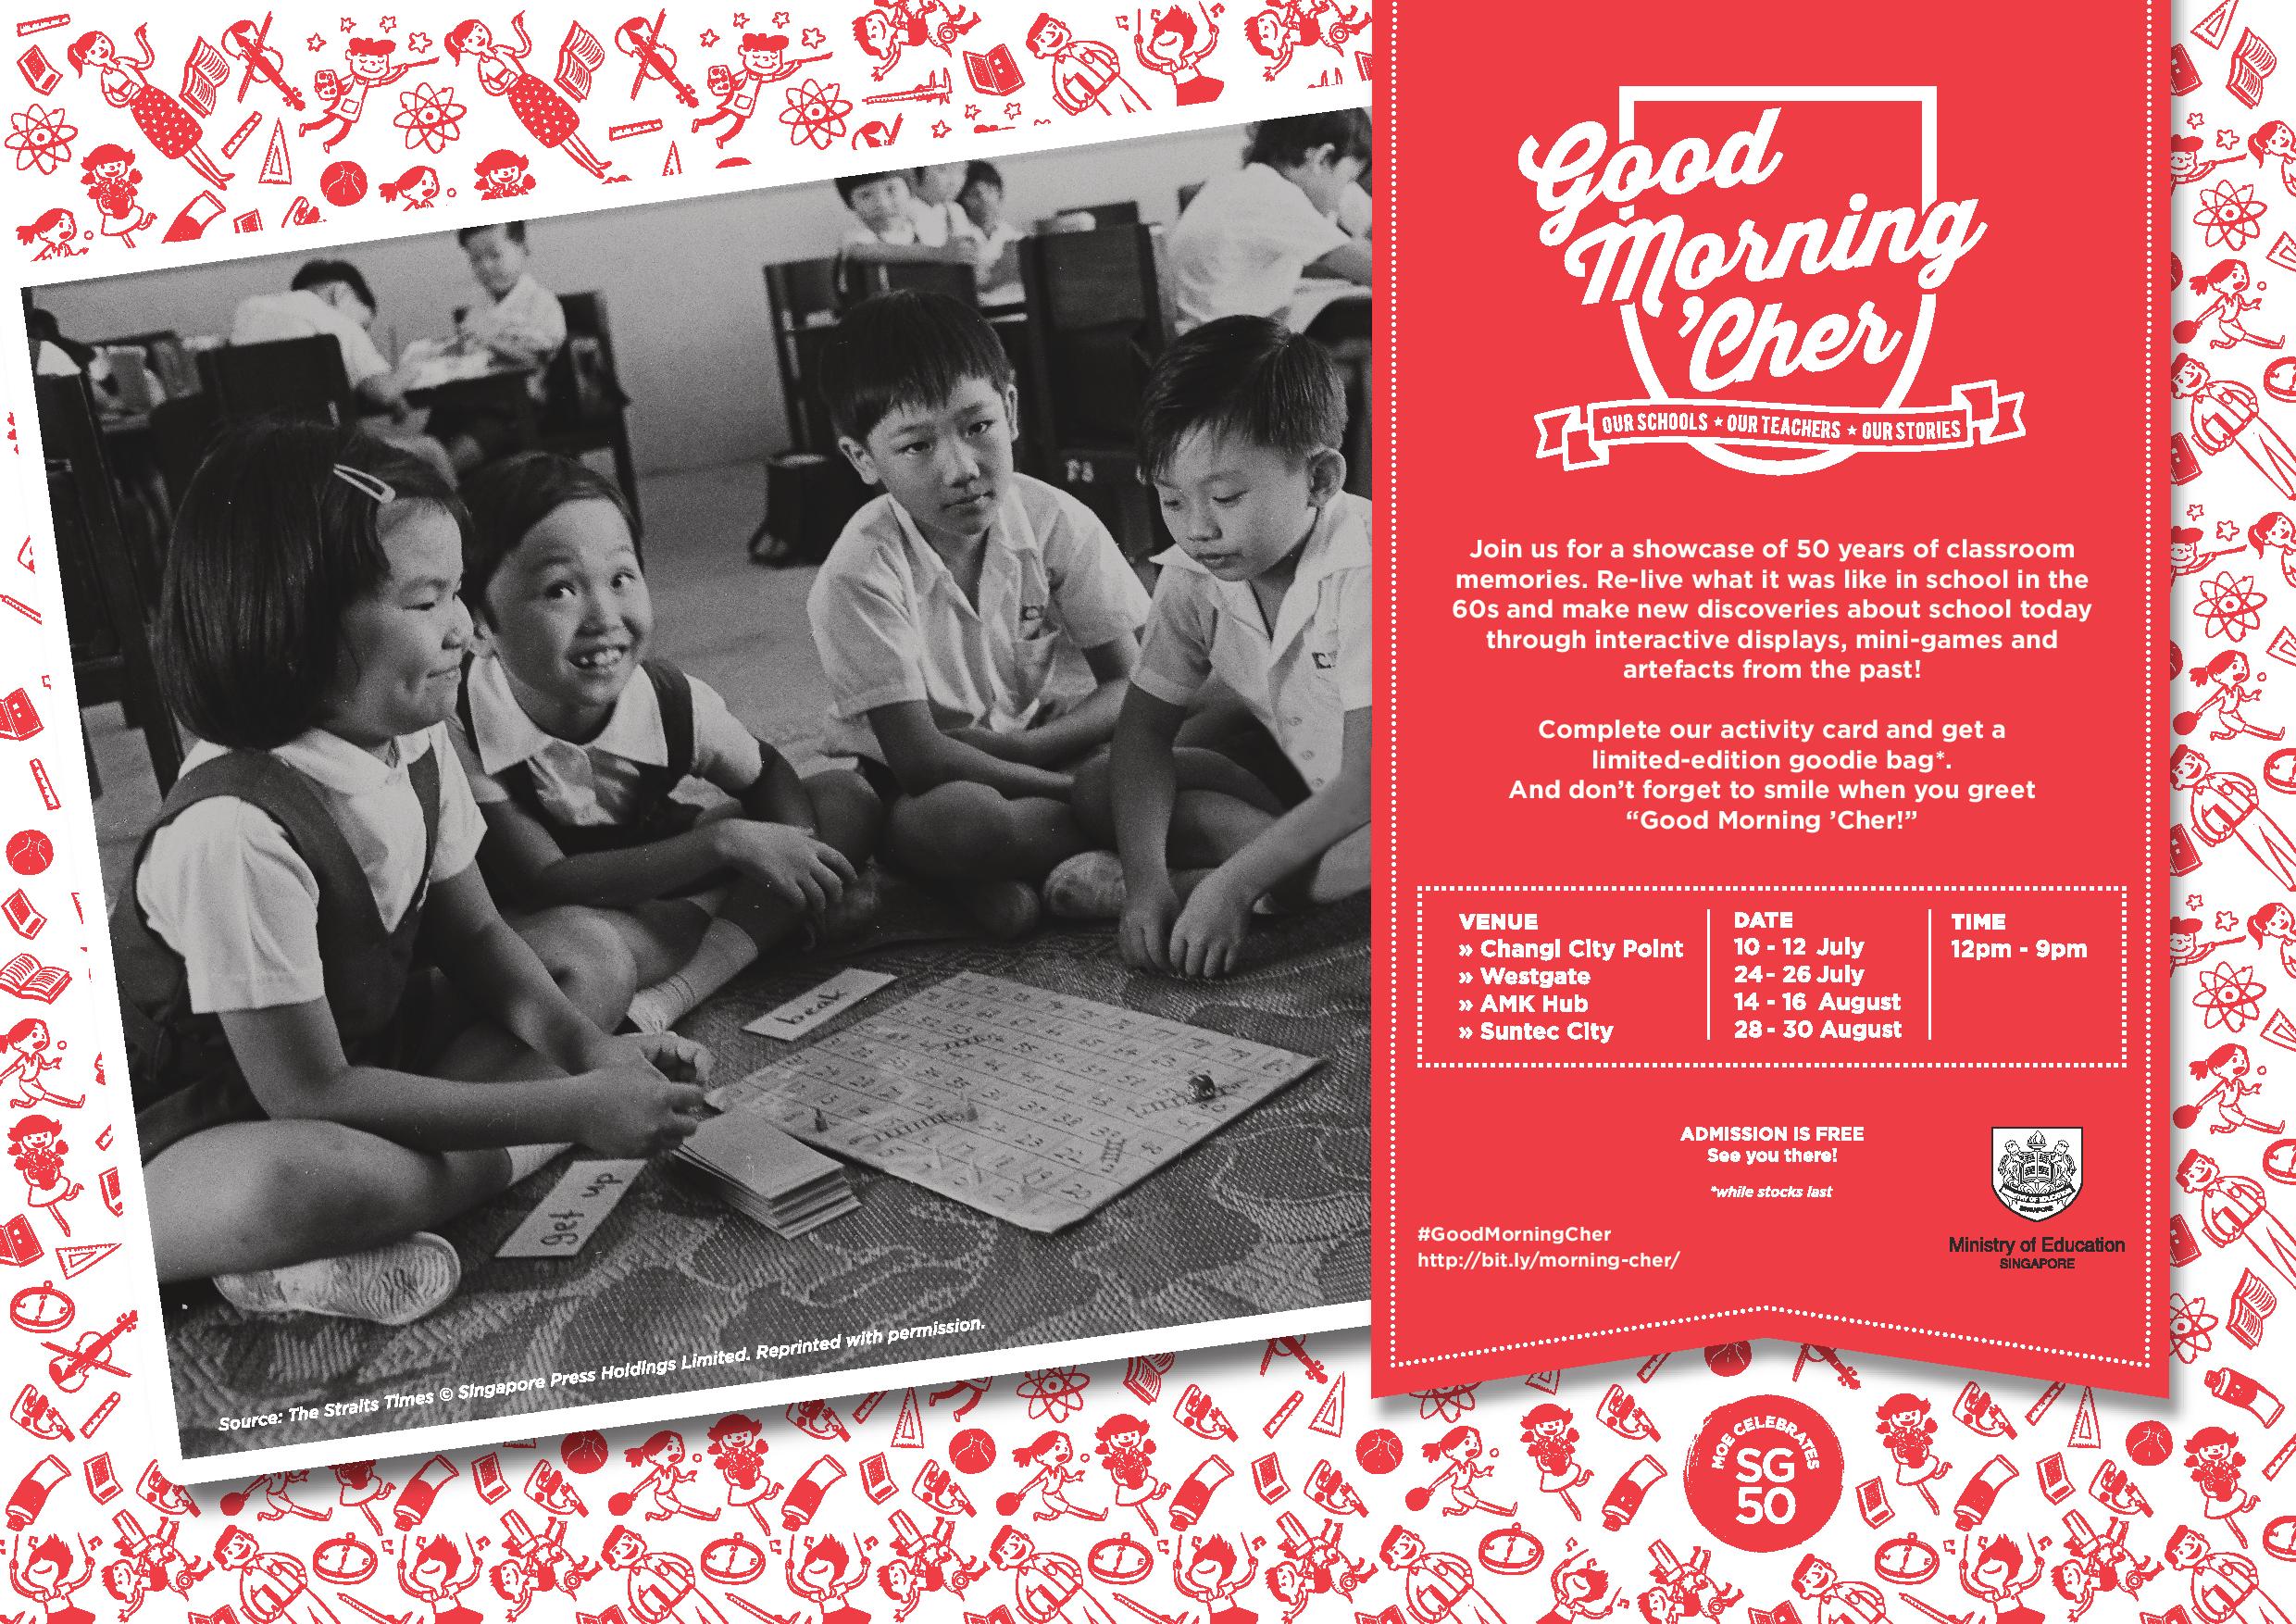 Good
Morning
'Cher
OUR SCHOOLS ★ OUR TEACHERS ★ OUR STORIES
Join us for a showcase of 50 years of classroom
memories. Re-live what it was like in school in the
60s and make new discoveries about school today
through interactive displays, mini-games and
artefacts from the past!
Complete our activity card and get a
limited-edition goodie bag*.
And don't forget to smile when you greet
“Good Morning 'Cher!”
VENUE
» Changi City Point
» Westgate
» AMK Hub
» Suntec City
DATE
10 - 12 July
24 - 26 July
14 - 16 August
28 - 30 August
TIME
12pm - 9pm
ADMISSION IS FREE
See you there!
*while stocks last
#GoodMorningCher
http://bit.ly/morning-cher/
MINISTRY OF EDUCATION
SINGAPORE
Ministry of Education
SINGAPORE
MOE CELEBRATES
SG
50
beak
get up
Source: The Straits Times © Singapore Press Holdings Limited. Reprinted with permission.